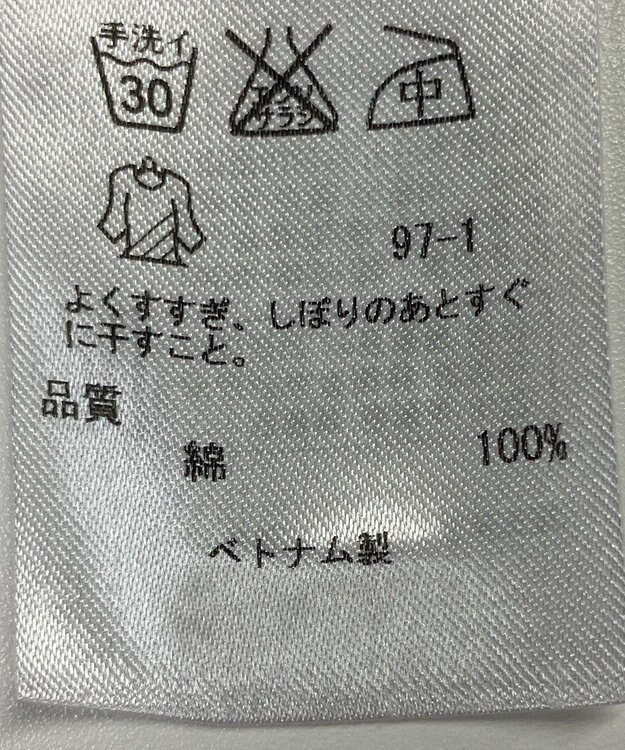 手洗イ
30
エンソ
サラシ
中
97-1
よくすすぎ、しぼりのあとすぐ
に干すこと。
品質
綿 100%
ベトナム製